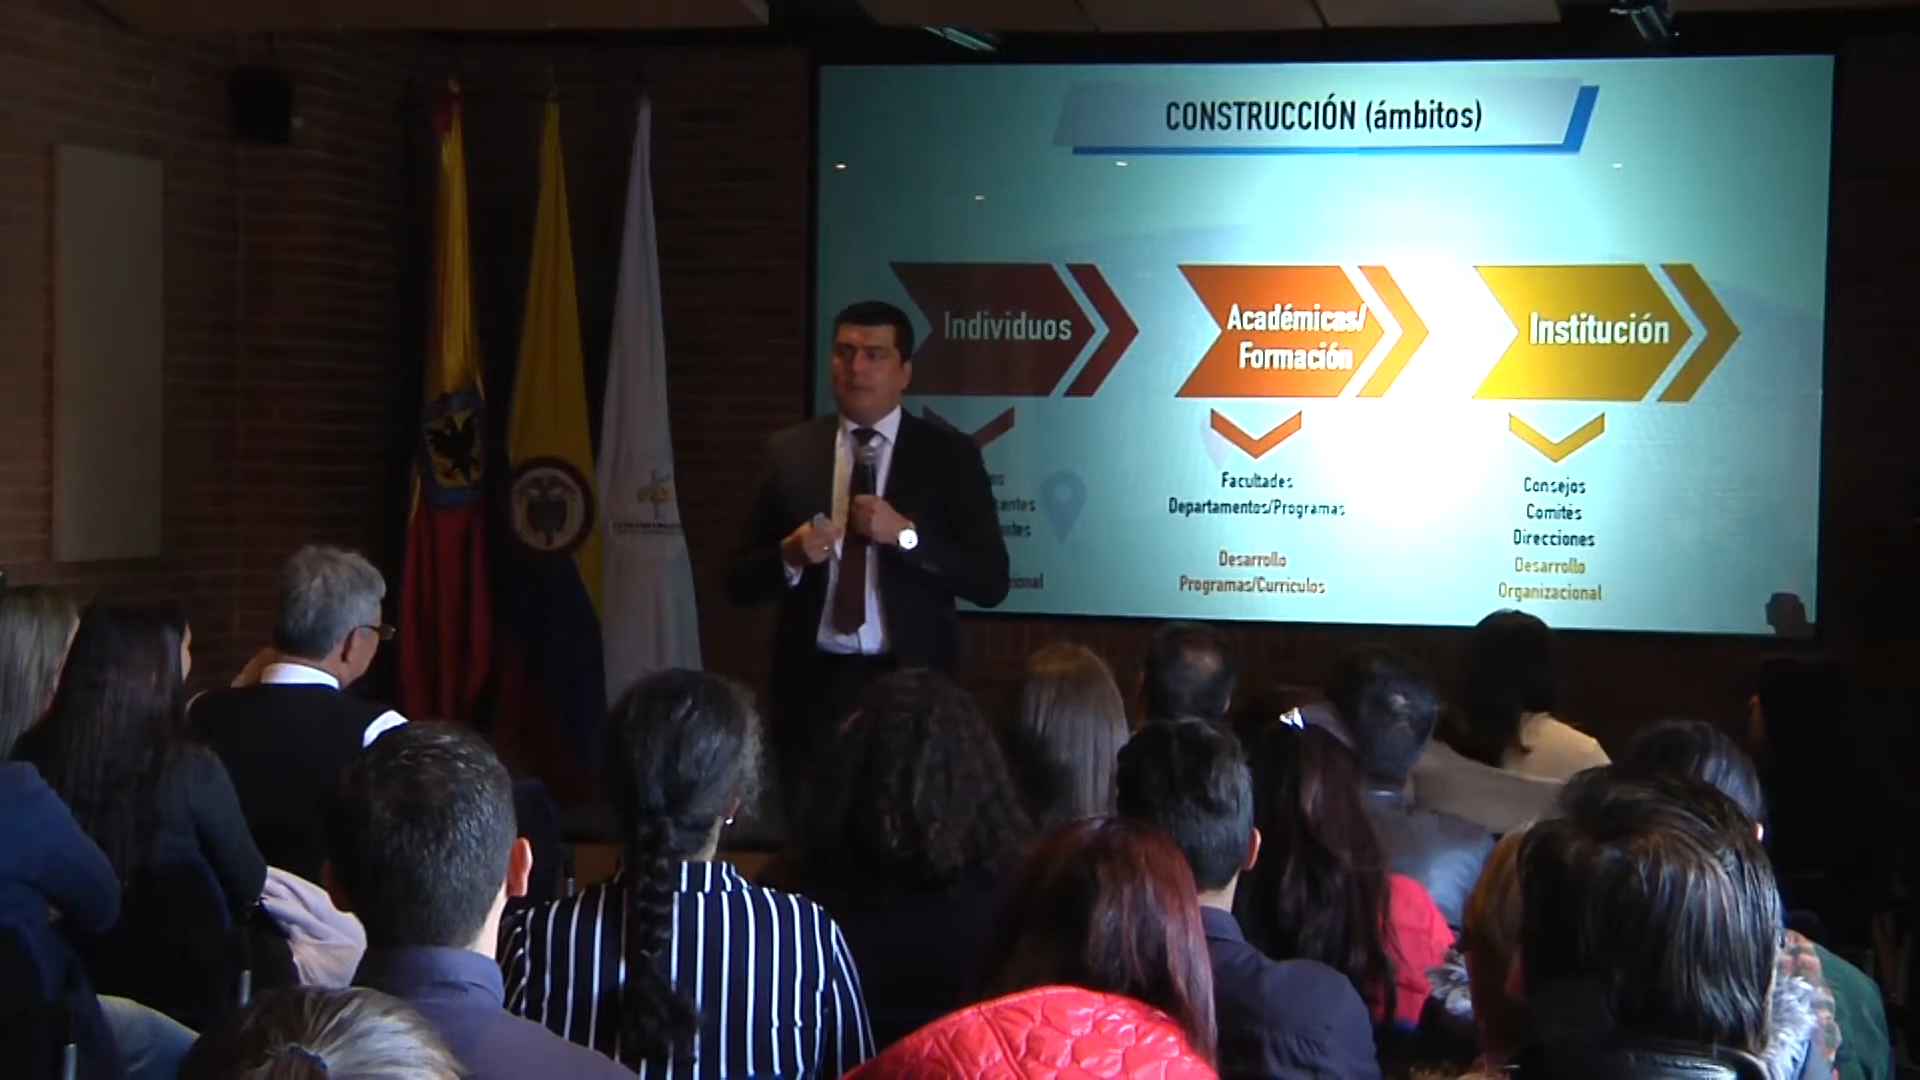 CONSTRUCCIÓN (ámbitos)
Individuos
Académicas/
Formación
Institución
Facultades
Departamentos/Programas
Desarrollo
Programas/Currículos
Consejos
Comités
Direcciones
Desarrollo
Organizacional